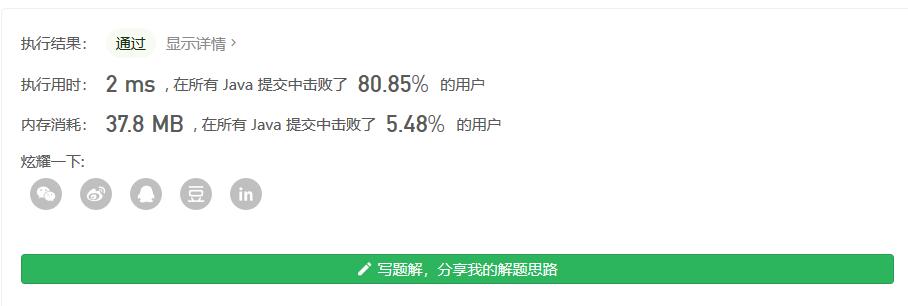 执行结果： 通过 显示详情 ›
执行用时： 2 ms , 在所有 Java 提交中击败了 80.85% 的用户
内存消耗： 37.8 MB , 在所有 Java 提交中击败了 5.48% 的用户
炫耀一下:
豆 in
写题解，分享我的解题思路